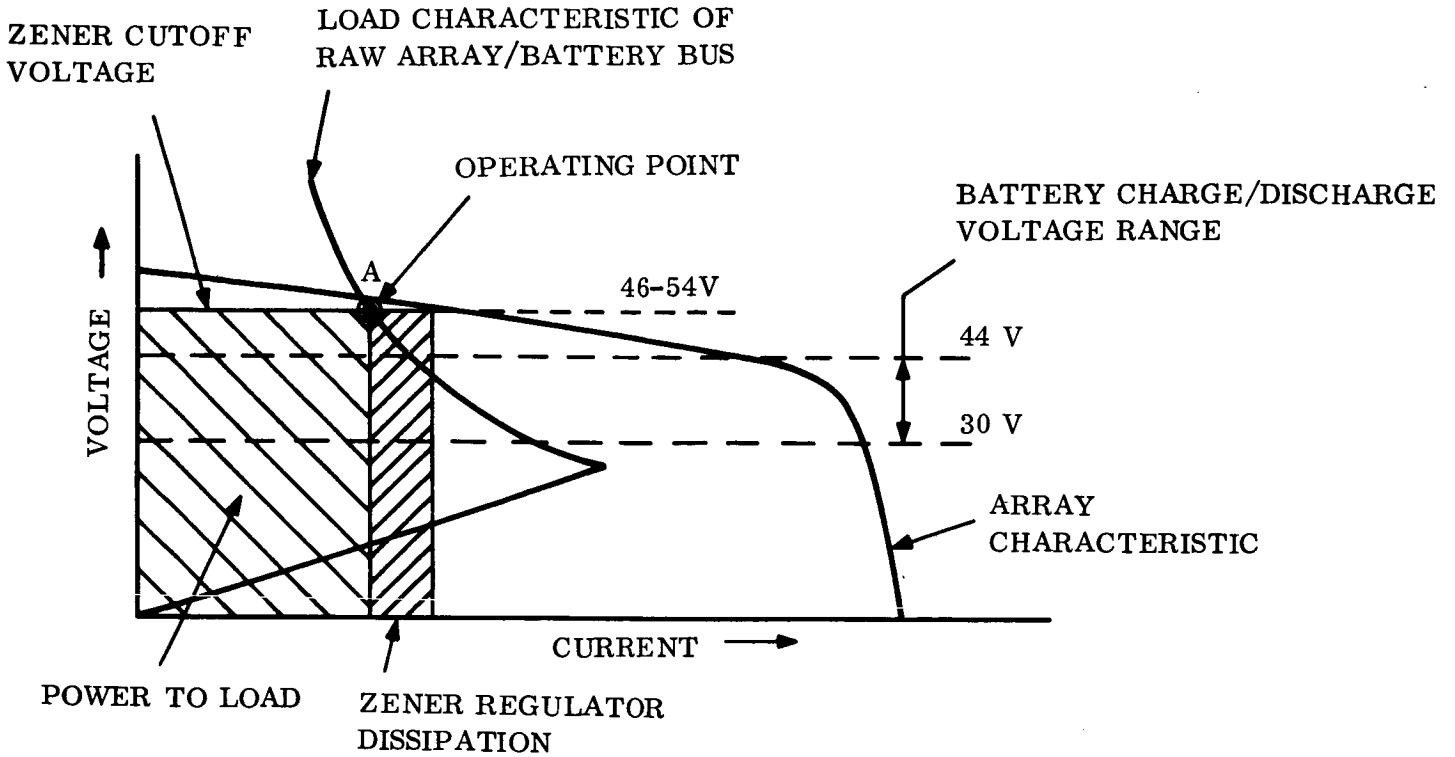 LOAD CHARACTERISTIC OF
RAW ARRAY/BATTERY BUS
ZENER CUTOFF
VOLTAGE
OPERATING POINT
BATTERY CHARGE/DISCHARGE
VOLTAGE RANGE
A
46-54V
44 V
30 V
VOLTAGE
ARRAY
CHARACTERISTIC
CURRENT
POWER TO LOAD
ZENER REGULATOR
DISSIPATION